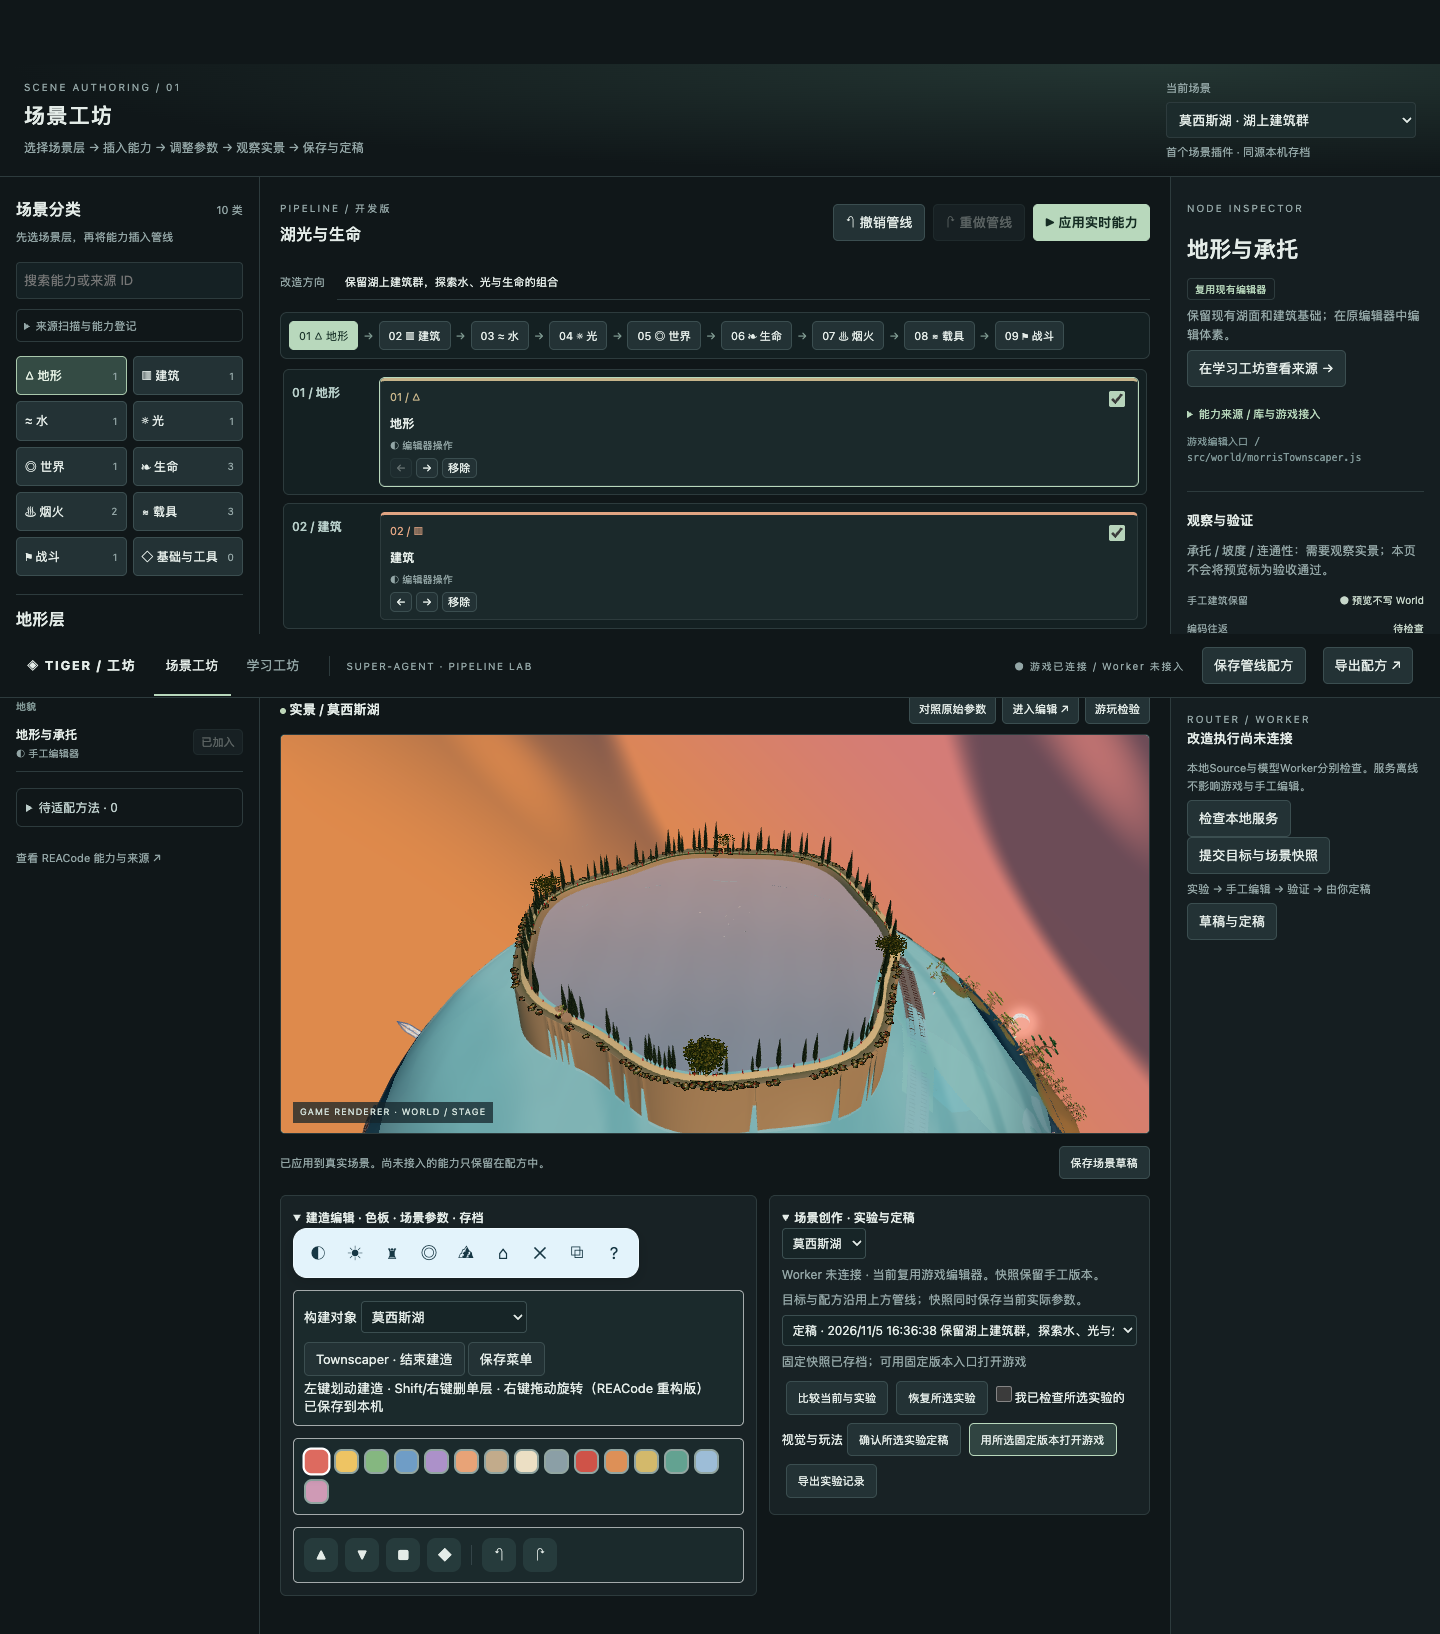 SCENE AUTHORING / 01
场景工坊
选择场景层 → 插入能力 → 调整参数 → 观察实景 → 保存与定稿
当前场景
莫西斯湖 · 湖上建筑群
首个场景插件 · 同源本机存档
场景分类
10 类
先选场景层，再将能力插入管线
搜索能力或来源 ID
▶ 来源扫描与能力登记
地形 1
建筑 1
≈ 水 1
光 1
◎ 世界 1
生命 3
烟火 2
载具 3
战斗 1
◇ 基础与工具 0
地形层
PIPELINE / 开发版
湖光与生命
撤销管线
重做管线
▶ 应用实时能力
改造方向
保留湖上建筑群，探索水、光与生命的组合
01 △ 地形 → 02 建筑 → 03 ≈ 水 → 04 光 → 05 ◎ 世界 → 06 生命 → 07 烟火 → 08 载具 → 09 战斗
01 / 地形
01 / △
地形
◐ 编辑器操作
← → 移除
02 / 建筑
02 /
建筑
◐ 编辑器操作
← → 移除
NODE INSPECTOR
地形与承托
复用现有编辑器
保留现有湖面和建筑基础；在原编辑器中编
辑体素。
在学习工坊查看来源 →
▶ 能力来源 / 库与游戏接入
游戏编辑入口 /
src/world/morrisTownscaper.js
观察与验证
承托 / 坡度 / 连通性：需要观察实景；本页
不会将预览标为验收通过。
手工建筑保留
● 预览不写 World
编码往返
待检查
◈ TIGER / 工坊
场景工坊
学习工坊
SUPER-AGENT · PIPELINE LAB
● 游戏已连接 / Worker 未接入
保存管线配方
导出配方 ↗
地貌
地形与承托
◐ 手工编辑器
已加入
▶ 待适配方法 · 0
查看 REACode 能力与来源 ↗
● 实景 / 莫西斯湖
对照原始参数
进入编辑 ↗
游玩检验
GAME RENDERER · WORLD / STAGE
已应用到真实场景。尚未接入的能力只保留在配方中。
保存场景草稿
ROUTER / WORKER
改造执行尚未连接
本地Source与模型Worker分别检查。服务离线
不影响游戏与手工编辑。
检查本地服务
提交目标与场景快照
实验 → 手工编辑 → 验证 → 由你定稿
草稿与定稿
▼ 建造编辑 · 色板 · 场景参数 · 存档
?
构建对象
莫西斯湖
Townscaper · 结束建造
保存菜单
左键划动建造 · Shift/右键删单层 · 右键拖动旋转（REACode 重构版）
已保存到本机
▼ 场景创作 · 实验与定稿
莫西斯湖
Worker 未连接 · 当前复用游戏编辑器。快照保留手工版本。
目标与配方沿用上方管线；快照同时保存当前实际参数。
定稿 · 2026/11/5 16:36:38 保留湖上建筑群，探索水、光与
固定快照已存档；可用固定版本入口打开游戏
比较当前与实验
恢复所选实验
我已检查所选实验的
视觉与玩法
确认所选实验定稿
用所选固定版本打开游戏
导出实验记录